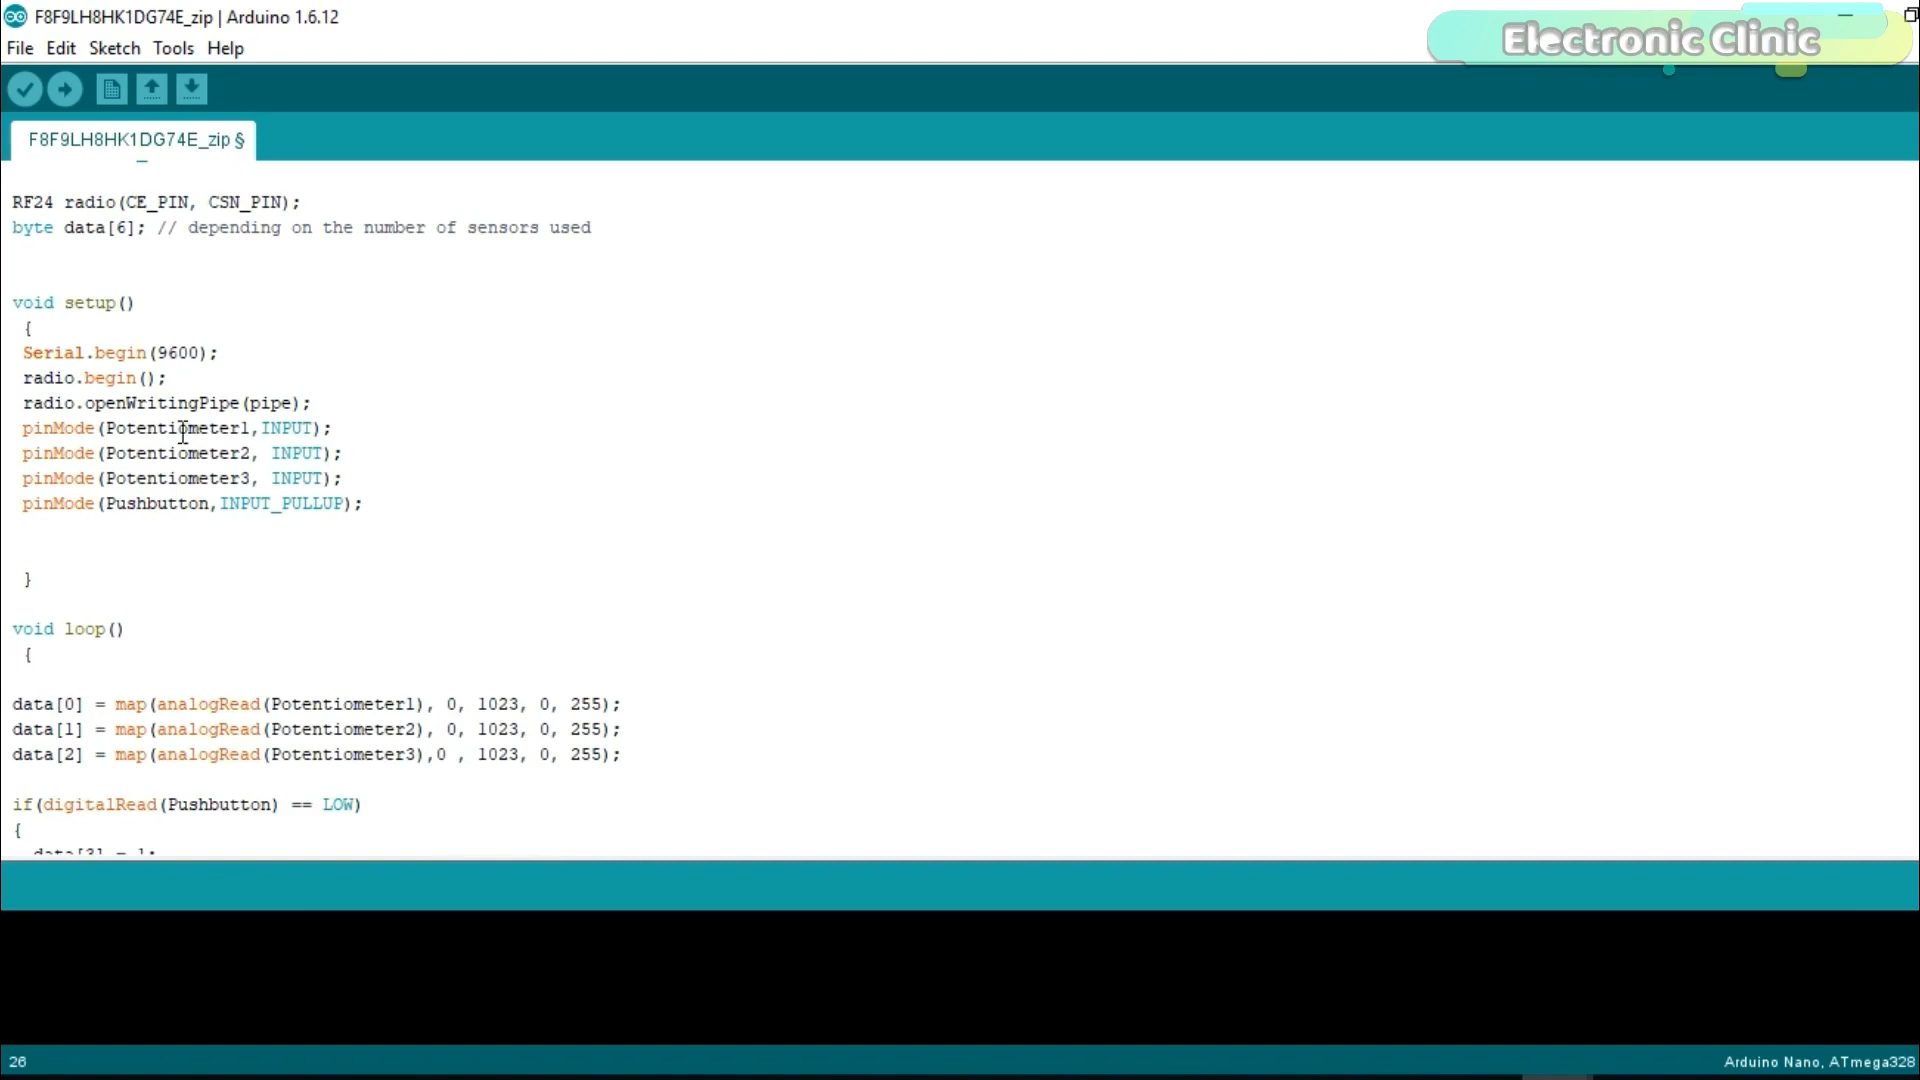 F8F9LH8HK1DG74E_zip | Arduino 1.6.12
Electronic Clinic
File Edit Sketch Tools Help
F8F9LH8HK1DG74E_zip §
RF24 radio(CE_PIN, CSN_PIN);
byte data[6]; // depending on the number of sensors used
void setup()
{
Serial.begin(9600);
radio.begin();
radio.openWritingPipe(pipe);
pinMode(Potentiometer1,INPUT);
pinMode(Potentiometer2, INPUT);
pinMode(Potentiometer3, INPUT);
pinMode(Pushbutton,INPUT_PULLUP);
}
void loop()
{
data[0] = map(analogRead(Potentiometer1), 0, 1023, 0, 255);
data[1] = map(analogRead(Potentiometer2), 0, 1023, 0, 255);
data[2] = map(analogRead(Potentiometer3),0 , 1023, 0, 255);
if(digitalRead(Pushbutton) == LOW)
{
data[3] = 1;
26
Arduino Nano, ATmega328